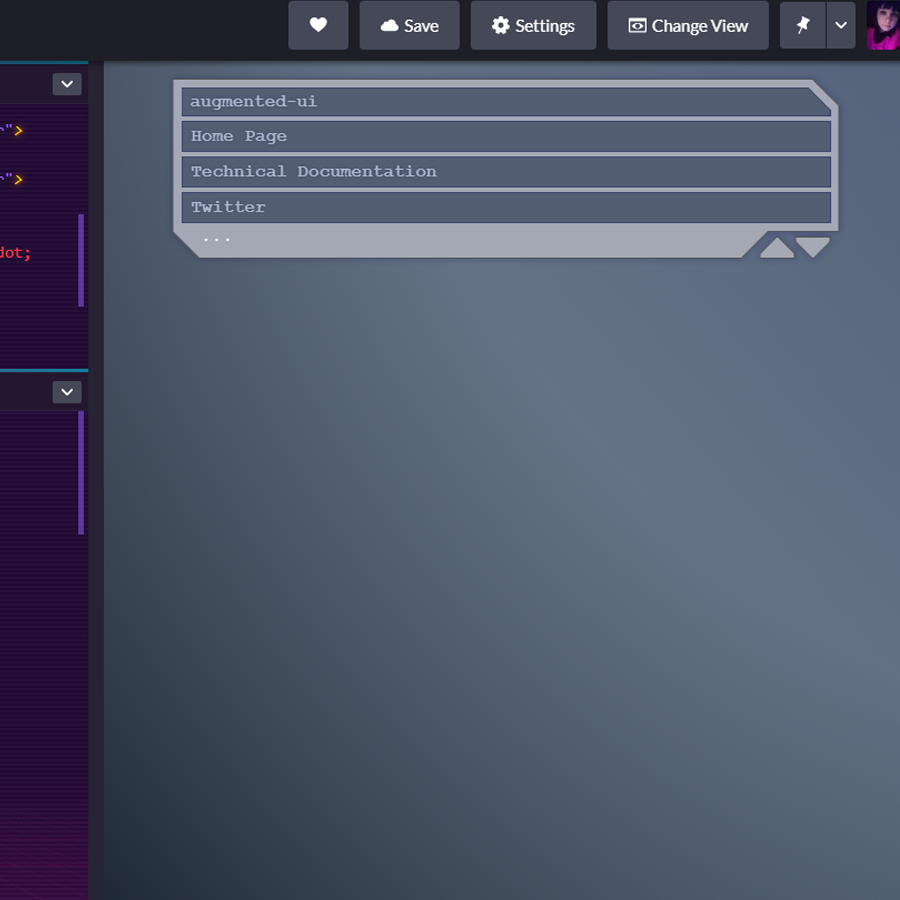 Save
Settings
Change View
">
augmented-ui
Home Page
Technical Documentation
">
Twitter
dot;
...